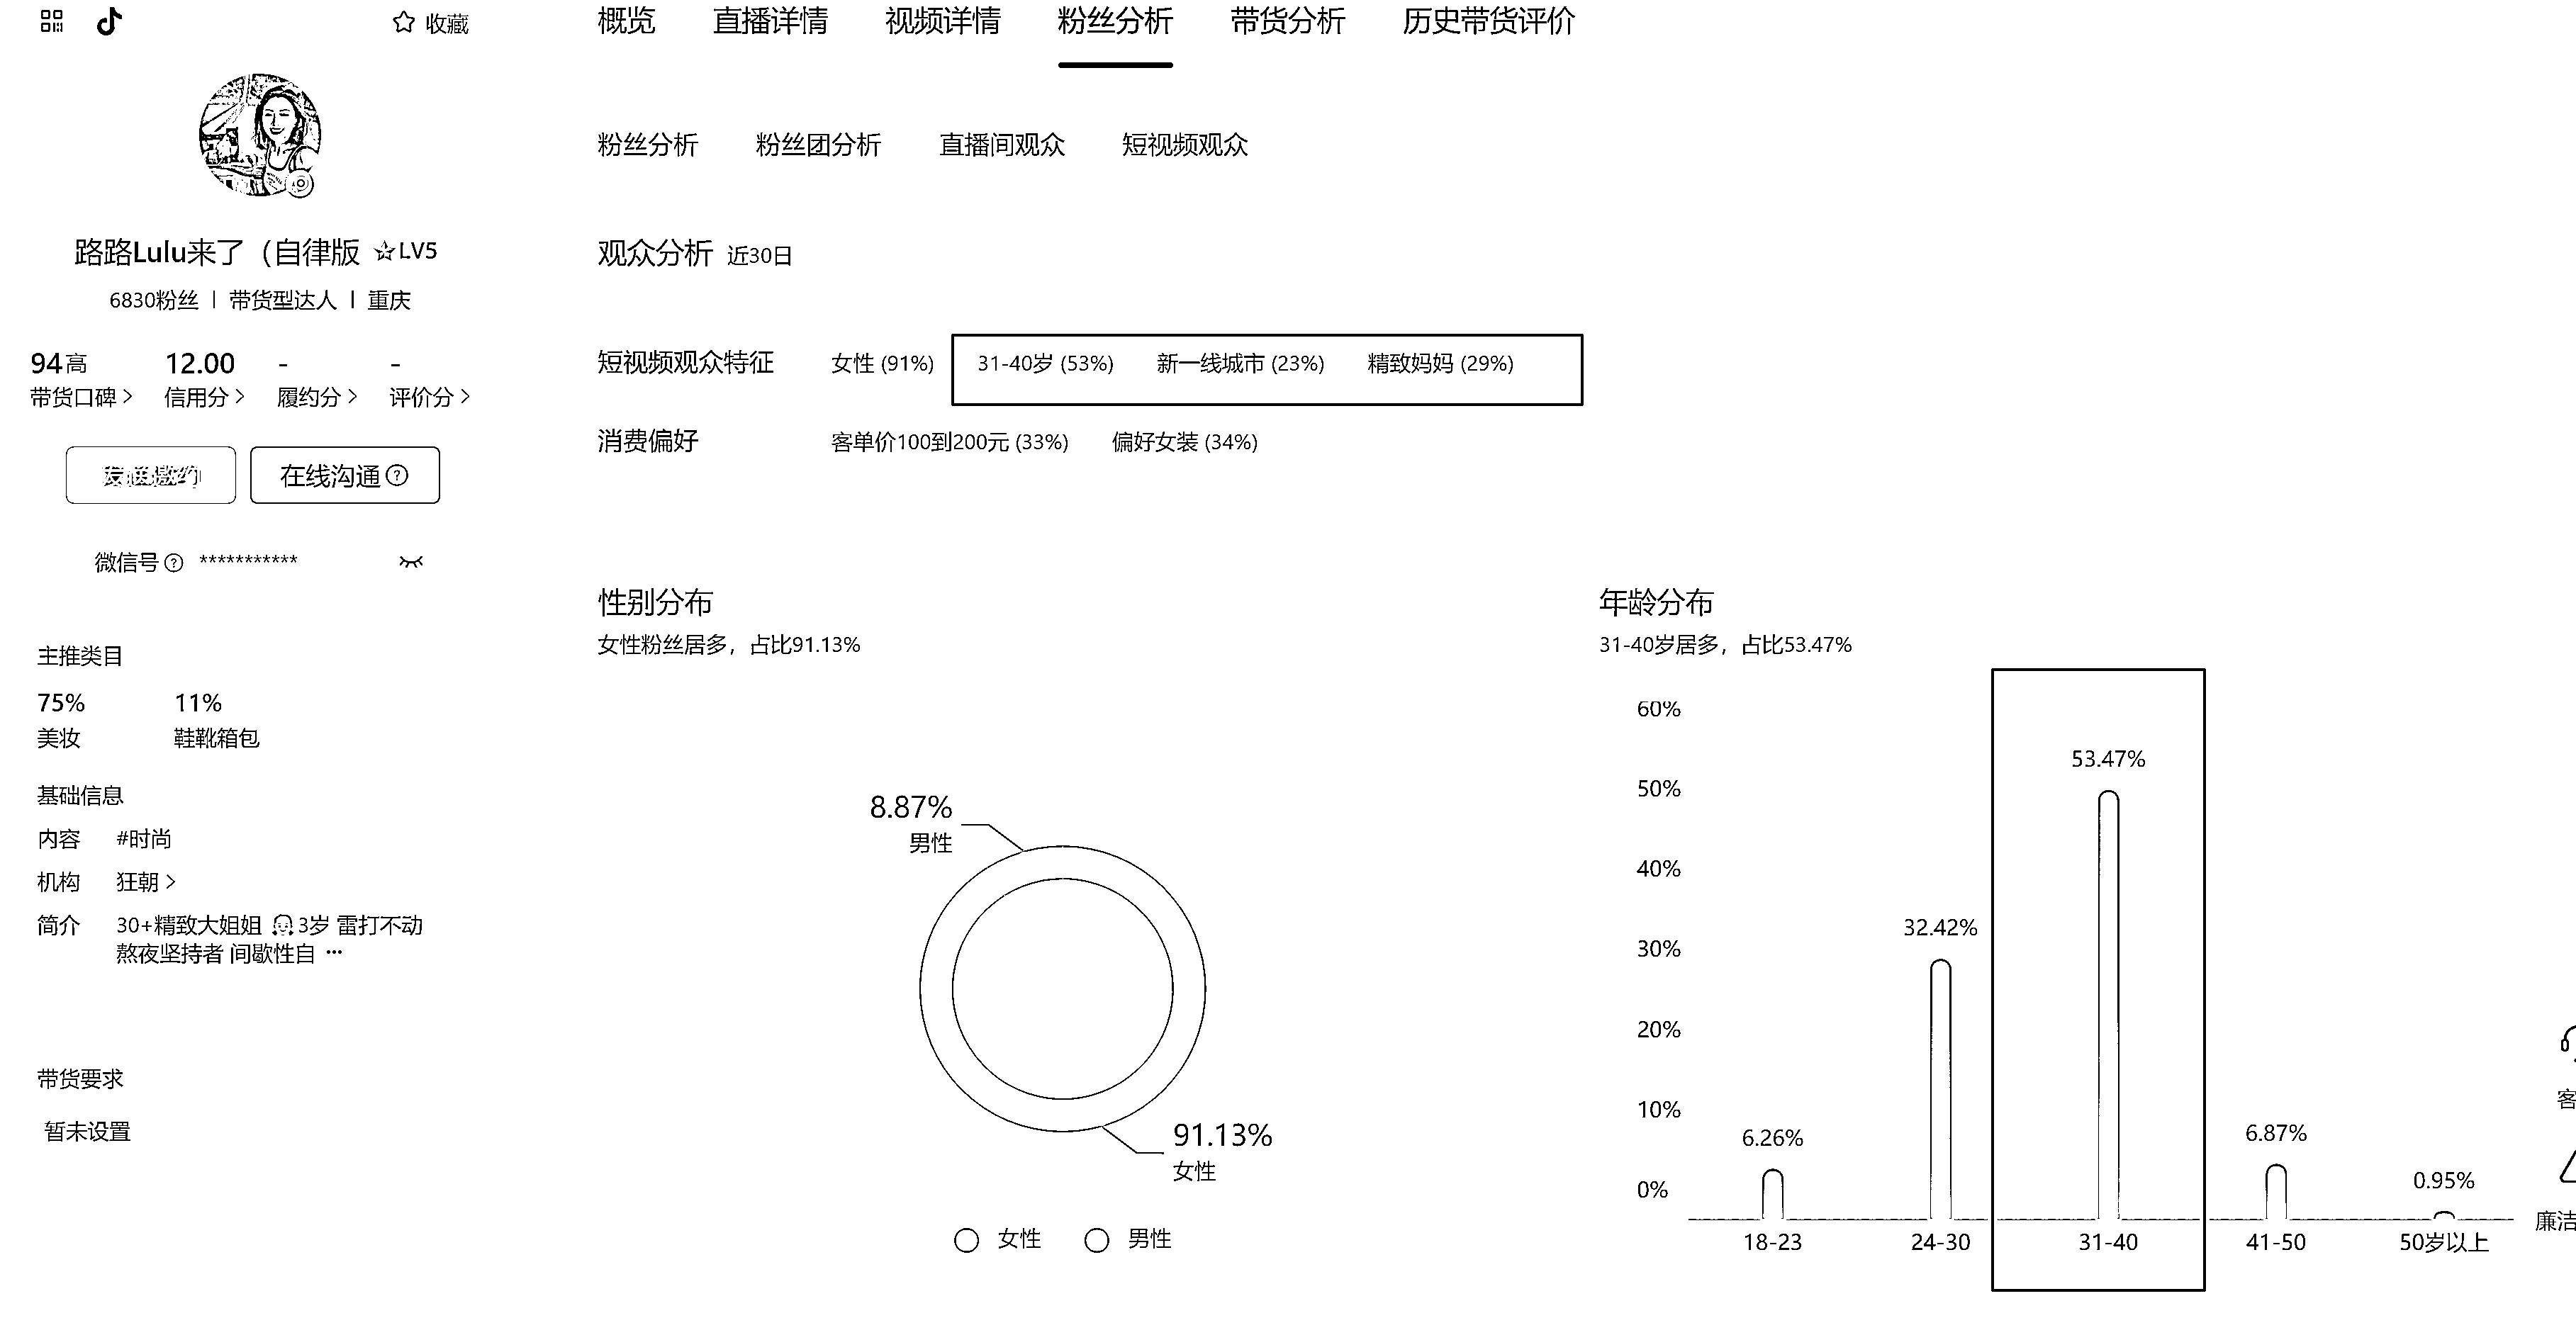 收藏
路路Lulu来了（自律版 LV5
6830粉丝 | 带货型达人 | 重庆
94高 12.00 - -
带货口碑 > 信用分 > 履约分 > 评价分 >
发送邀约 在线沟通 ?
微信号 ? ***********
主推类目
75% 11%
美妆 鞋靴箱包
基础信息
内容 #时尚
机构 狂朝 >
简介 30+精致大姐姐 3岁 雷打不动
熬夜坚持者 间歇性自 ...
带货要求
暂未设置
概览 直播详情 视频详情 粉丝分析 带货分析 历史带货评价
粉丝分析 粉丝团分析 直播间观众 短视频观众
观众分析 近30日
短视频观众特征 女性 (91%) 31-40岁 (53%) 新一线城市 (23%) 精致妈妈 (29%)
消费偏好 客单价100到200元 (33%) 偏好女装 (34%)
性别分布
女性粉丝居多，占比91.13%
8.87%
男性
91.13%
女性
女性 男性
年龄分布
31-40岁居多，占比53.47%
60%
50%
40%
30%
20%
10%
0%
6.26%
32.42%
53.47%
6.87%
0.95%
18-23 24-30 31-40 41-50 50岁以上
客
廉洁